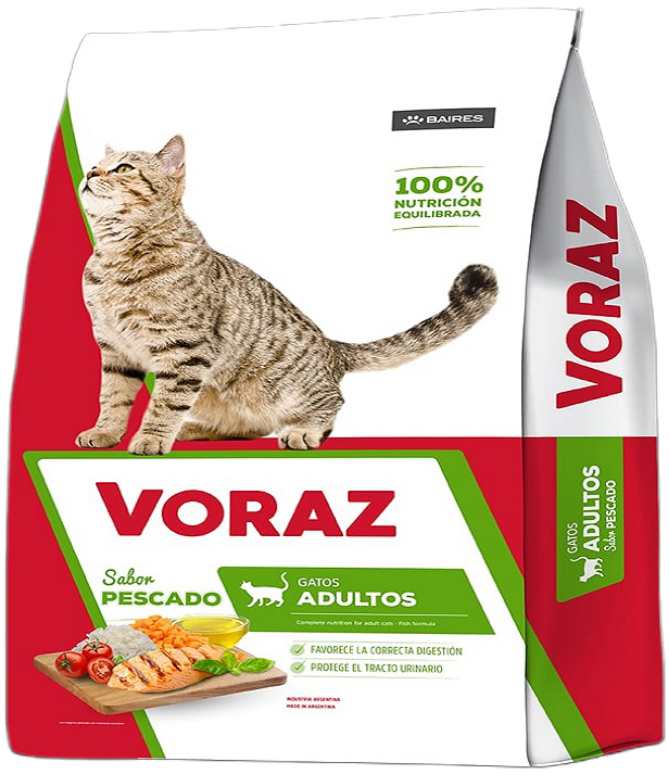 BAIRES
100%
NUTRICIÓN
EQUILIBRADA
VORAZ
Sabor
PESCADO
GATOS
ADULTOS
Complete nutrition for adult cats - Fish formula
FAVORECE LA CORRECTA DIGESTIÓN
PROTEGE EL TRACTO URINARIO
INDUSTRIA ARGENTINA
MADE IN ARGENTINA.
VORAZ
GATOS
ADULTOS
Sabor PESCADO